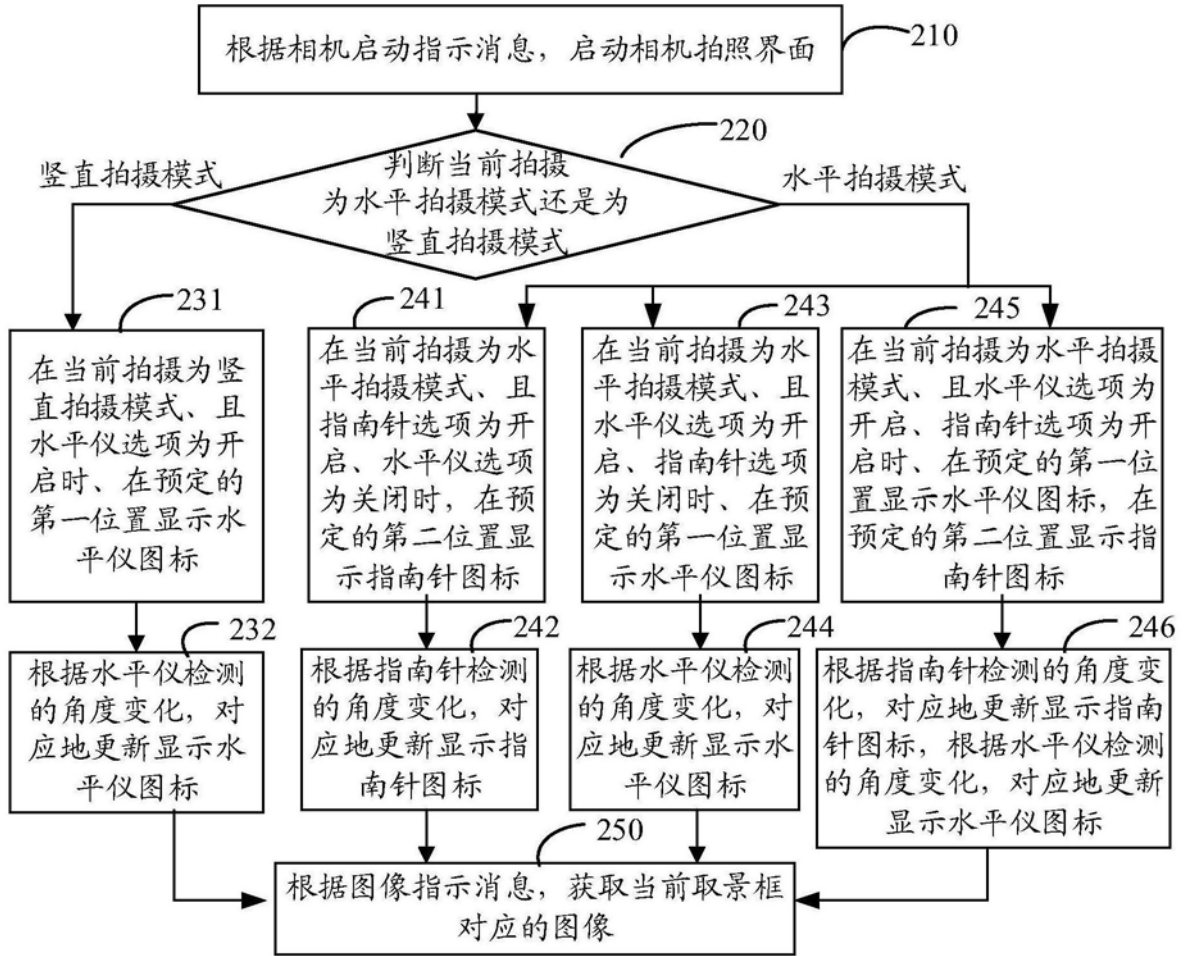 根据相机启动指示消息，启动相机拍照界面
210
220
判断当前拍摄
为水平拍摄模式还是为
竖直拍摄模式
竖直拍摄模式
水平拍摄模式
231
在当前拍摄为竖
直拍摄模式、且
水平仪选项为开
启时、在预定的
第一位置显示水
平仪图标
241
在当前拍摄为水
平拍摄模式、且
指南针选项为开
启、水平仪选项
为关闭时，在预
定的第二位置显
示指南针图标
243
在当前拍摄为水
平拍摄模式、且
水平仪选项为开
启、指南针选项
为关闭时、在预
定的第一位置显
示水平仪图标
245
在当前拍摄为水平拍摄
模式、且水平仪选项为
开启、指南针选项为开
启时、在预定的第一位
置显示水平仪图标，在
预定的第二位置显示指
南针图标
232
根据水平仪检测
的角度变化，对
应地更新显示水
平仪图标
242
根据指南针检测
的角度变化，对
应地更新显示指
南针图标
244
根据水平仪检测
的角度变化，对
应地更新显示水
平仪图标
246
根据指南针检测的角度变
化，对应地更新显示指南
针图标，根据水平仪检测
的角度变化，对应地更新
显示水平仪图标
250
根据图像指示消息，获取当前取景框
对应的图像